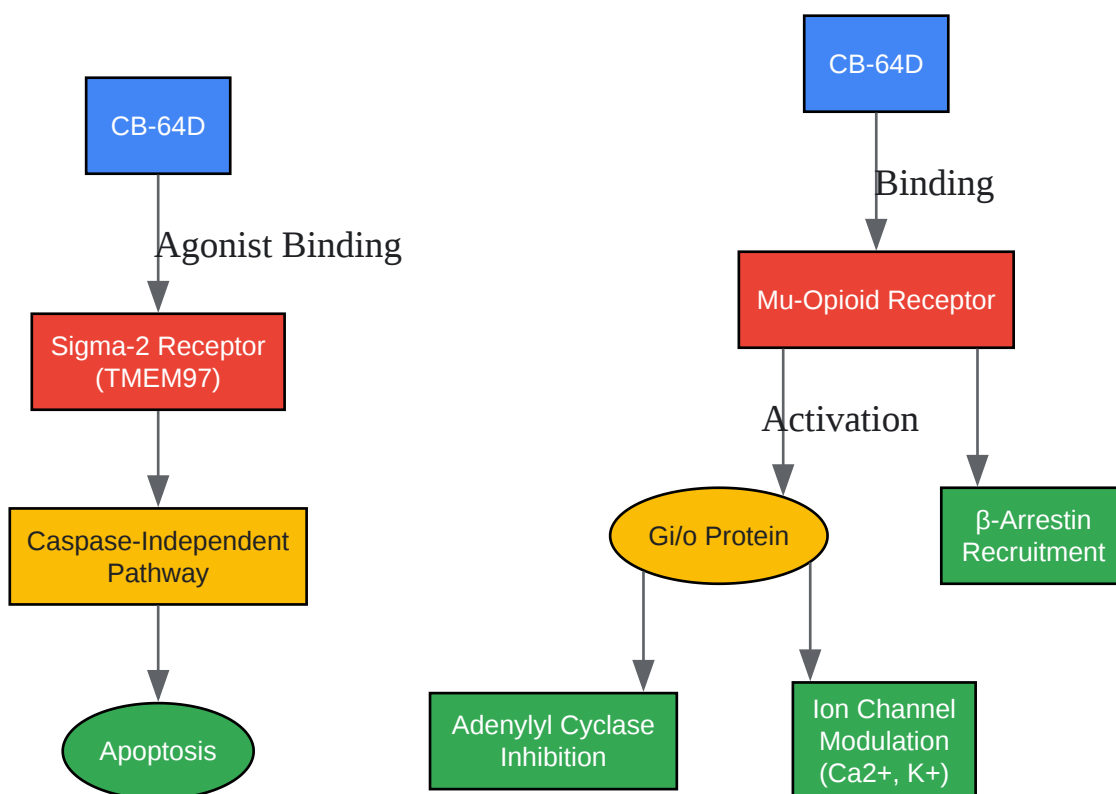 CB-64D
Agonist Binding
Sigma-2 Receptor
(TMEM97)
Caspase-Independent
Pathway
Apoptosis
CB-64D
Binding
Mu-Opioid Receptor
Activation
Gi/o Protein
β-Arrestin
Recruitment
Adenylyl Cyclase
Inhibition
Ion Channel
Modulation
(Ca2+, K+)